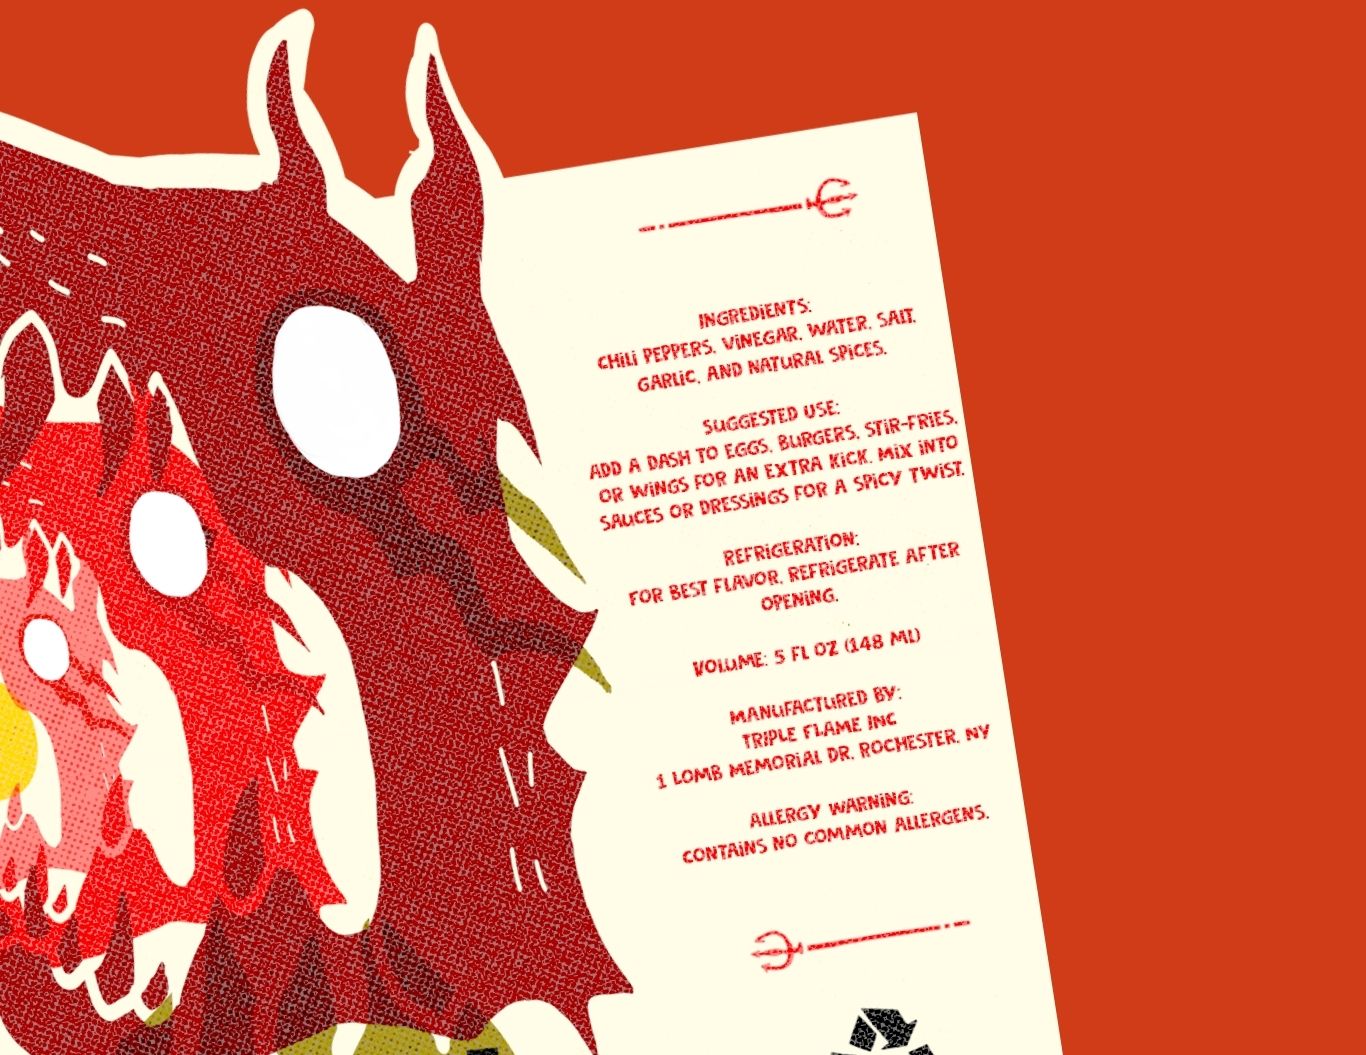 INGREDIENTS:
CHILI PEPPERS, VINEGAR, WATER, SALT,
GARLIC, AND NATURAL SPICES.
SUGGESTED USE:
ADD A DASH TO EGGS, BURGERS, STIR-FRIES,
OR WINGS FOR AN EXTRA KICK. MIX INTO
SAUCES OR DRESSINGS FOR A SPICY TWIST.
REFRIGERATION:
FOR BEST FLAVOR, REFRIGERATE AFTER
OPENING.
VOLUME: 5 FL OZ (148 ML)
MANUFACTURED BY:
TRIPLE FLAME INC
1 LOMB MEMORIAL DR, ROCHESTER, NY
ALLERGY WARNING:
CONTAINS NO COMMON ALLERGENS.